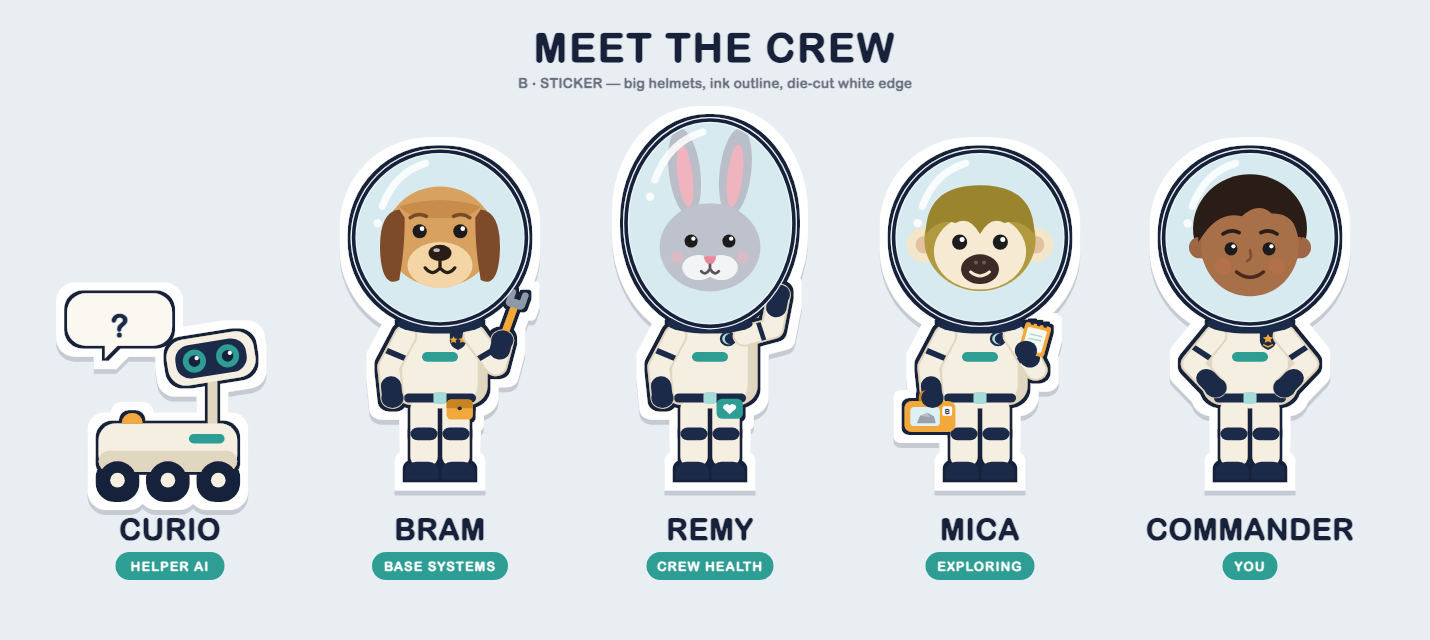 MEET THE CREW
B · STICKER — big helmets, ink outline, die-cut white edge
?
B
CURIO
BRAM
REMY
MICA
COMMANDER
HELPER AI
BASE SYSTEMS
CREW HEALTH
EXPLORING
YOU